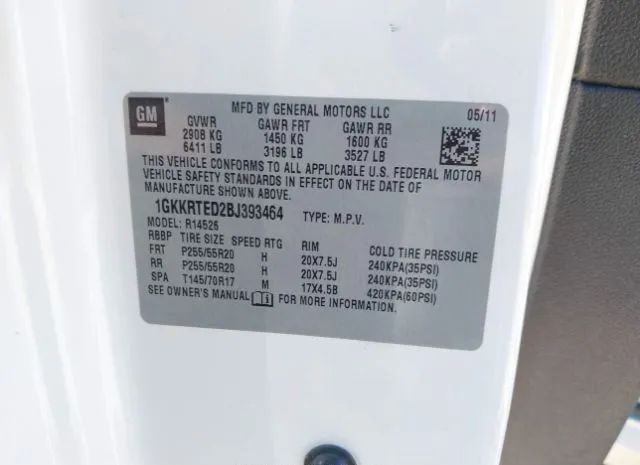 GM
MFD BY GENERAL MOTORS LLC 05/11
GVWR GAWR FRT GAWR RR
2908 KG 1450 KG 1600 KG
6411 LB 3196 LB 3527 LB
THIS VEHICLE CONFORMS TO ALL APPLICABLE U.S. FEDERAL MOTOR
VEHICLE SAFETY STANDARDS IN EFFECT ON THE DATE OF
MANUFACTURE SHOWN ABOVE.
1GKKRTED2BJ393464 TYPE: M.P.V.
MODEL: R14526
RBBP TIRE SIZE SPEED RTG RIM COLD TIRE PRESSURE
FRT P255/55R20 H 20X7.5J 240KPA(35PSI)
RR P255/55R20 H 20X7.5J 240KPA(35PSI)
SPA T145/70R17 M 17X4.5B 420KPA(60PSI)
SEE OWNER'S MANUAL FOR MORE INFORMATION.